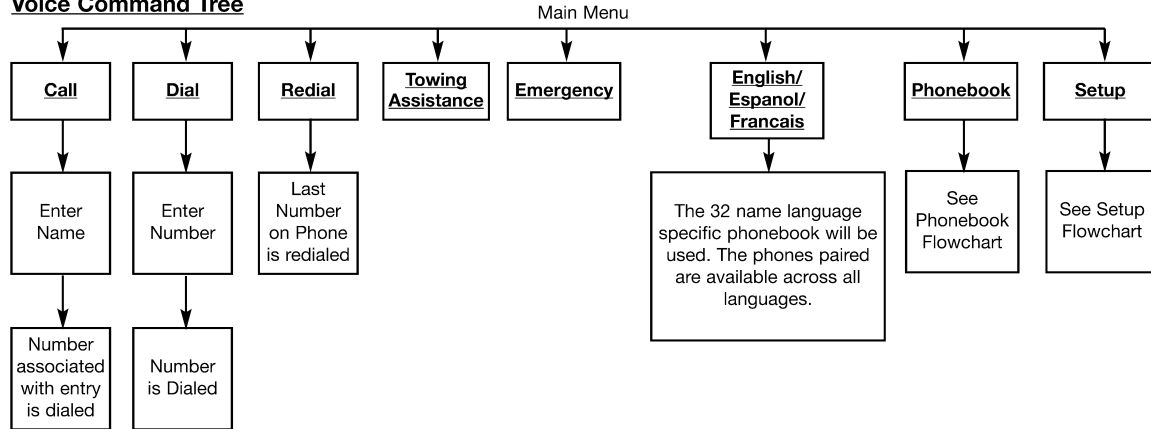 Voice Command Tree
Main Menu
Call
Dial
Redial
Towing
Assistance
Emergency
English/
Espanol/
Francais
Phonebook
Setup
Enter
Name
Enter
Number
Last
Number
on Phone
is redialed
The 32 name language
specific phonebook will be
used. The phones paired
are available across all
languages.
See
Phonebook
Flowchart
See Setup
Flowchart
Number
associated
with entry
is dialed
Number
is Dialed